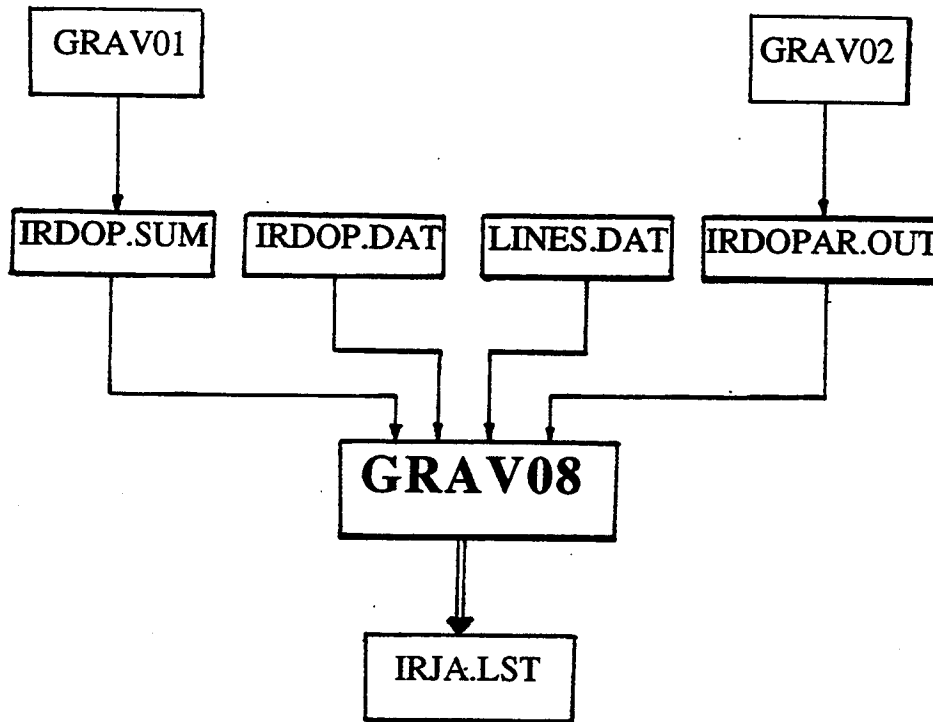 GRAV01
GRAV02
IRDOP.SUM
IRDOP.DAT
LINES.DAT
IRDOPAR.OUT
GRAV08
IRJA.LST